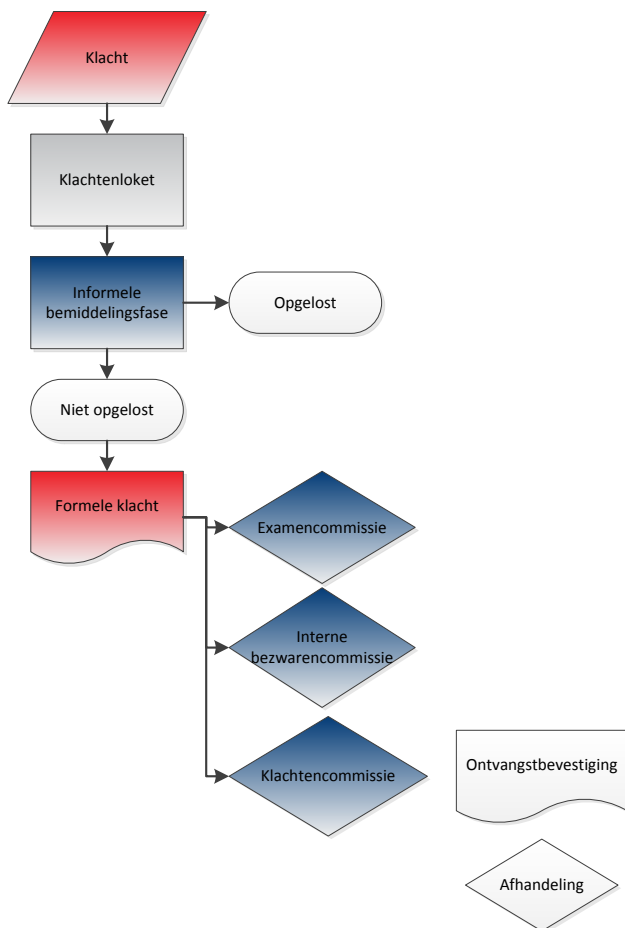 Klacht
Klachtenloket
Informele
bemiddelingsfase
Opgelost
Niet opgelost
Formele klacht
Examencommissie
Interne
bezwarencommissie
Klachtencommissie
Ontvangstbevestiging
Afhandeling